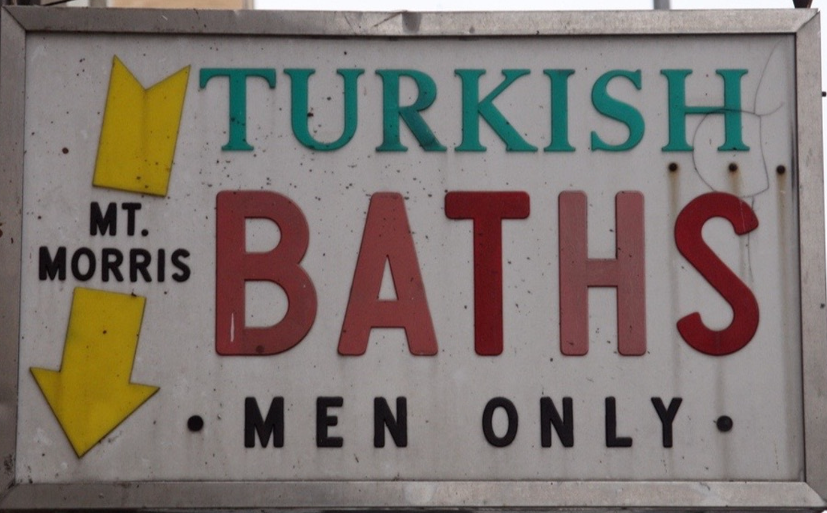 TURKISH
MT.
MORRIS
BATHS
• MEN ONLY •